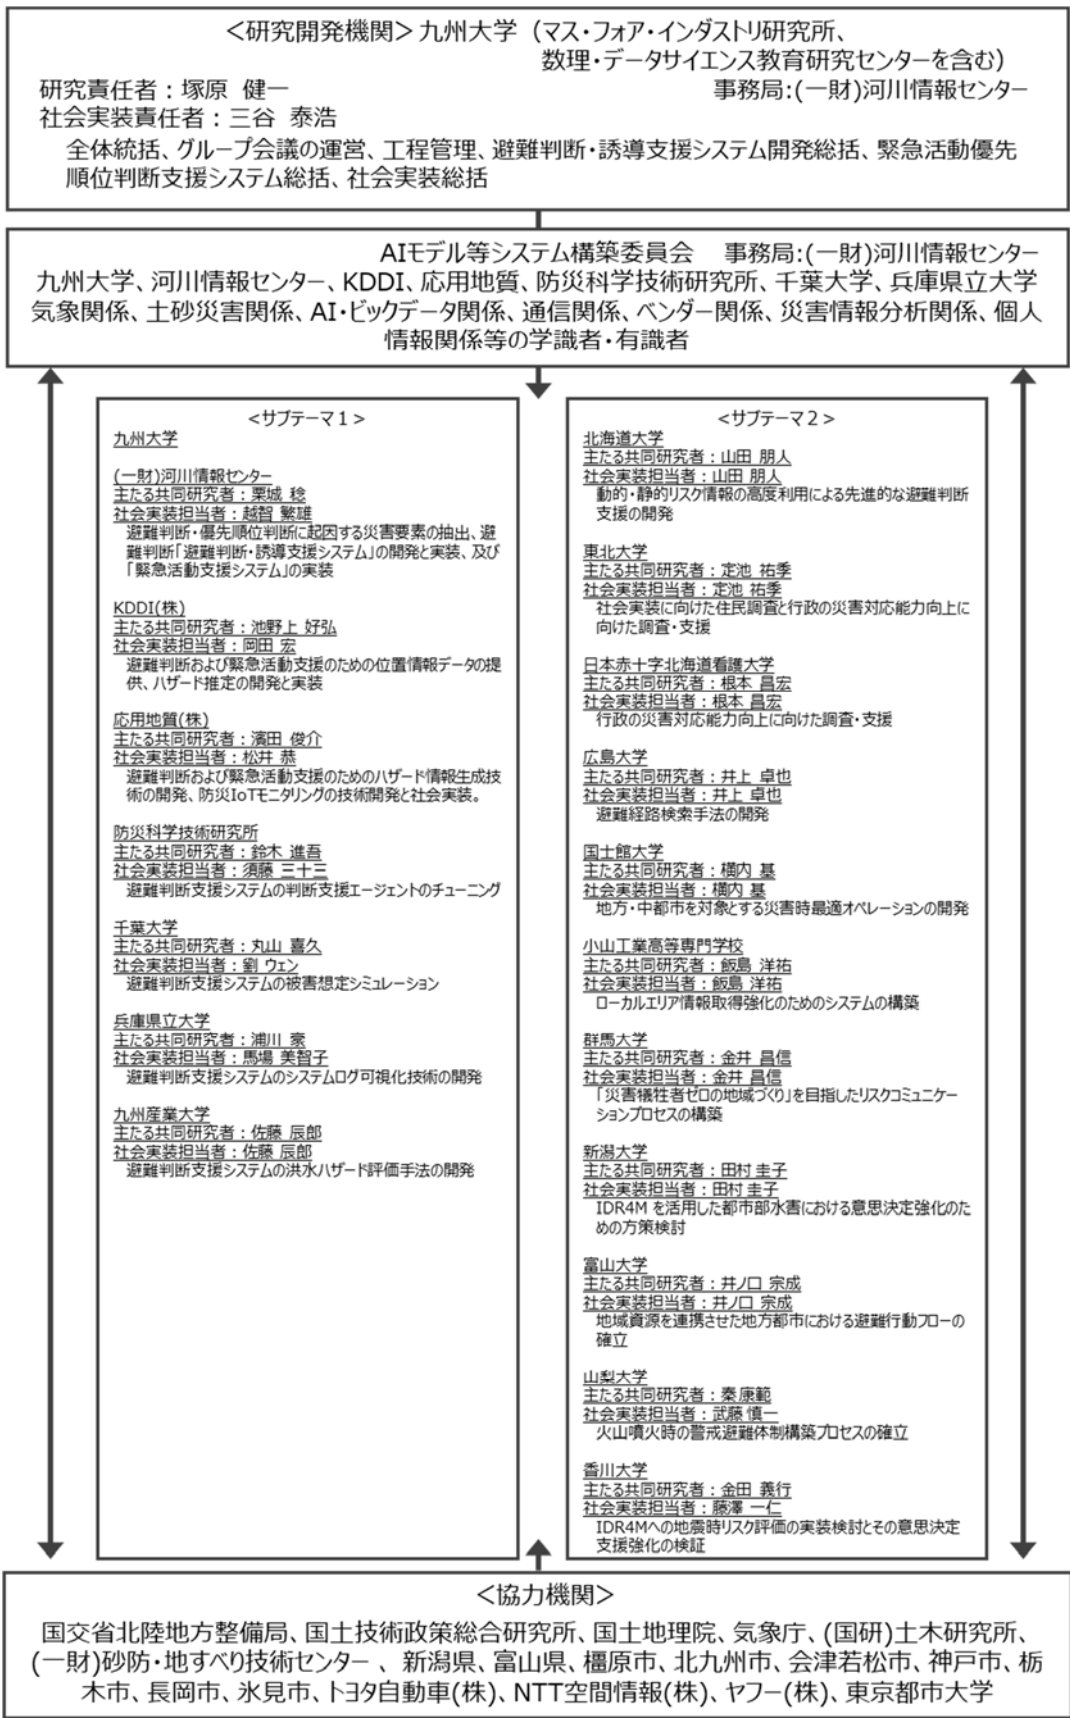 ＜研究開発機関＞九州大学（マス・フォア・インダストリ研究所、
数理・データサイエンス教育研究センターを含む）
研究責任者：塚原 健一
事務局:(一財)河川情報センター
社会実装責任者：三谷 泰浩
全体統括、グループ会議の運営、工程管理、避難判断・誘導支援システム開発総括、緊急活動優先
順位判断支援システム総括、社会実装総括
AIモデル等システム構築委員会　事務局:(一財)河川情報センター
九州大学、河川情報センター、KDDI、応用地質、防災科学技術研究所、千葉大学、兵庫県立大学
気象関係、土砂災害関係、AI・ビックデータ関係、通信関係、ベンダー関係、災害情報分析関係、個人
情報関係等の学識者・有識者
＜サブテーマ１＞
九州大学
(一財)河川情報センター
主たる共同研究者：栗城 稔
社会実装担当者：越智 繁雄
避難判断・優先順位判断に起因する災害要素の抽出、避
難判断「避難判断・誘導支援システム」の開発と実装、及び
「緊急活動支援システム」の実装
KDDI(株)
主たる共同研究者：池野上 好弘
社会実装担当者：岡田 宏
避難判断および緊急活動支援のための位置情報データの提
供、ハザード推定の開発と実装
応用地質(株)
主たる共同研究者：濱田 俊介
社会実装担当者：松井 恭
避難判断および緊急活動支援のためのハザード情報生成技
術の開発、防災IoTモニタリングの技術開発と社会実装。
防災科学技術研究所
主たる共同研究者：鈴木 進吾
社会実装担当者：須藤 三十三
避難判断支援システムの判断支援エージェントのチューニング
千葉大学
主たる共同研究者：丸山 喜久
社会実装担当者：劉 ウェン
避難判断支援システムの被害想定シミュレーション
兵庫県立大学
主たる共同研究者：浦川 豪
社会実装担当者：馬場 美智子
避難判断支援システムのシステムログ可視化技術の開発
九州産業大学
主たる共同研究者：佐藤 辰郎
社会実装担当者：佐藤 辰郎
避難判断支援システムの洪水ハザード評価手法の開発
＜サブテーマ２＞
北海道大学
主たる共同研究者：山田 朋人
社会実装担当者：山田 朋人
動的・静的リスク情報の高度利用による先進的な避難判断
支援の開発
東北大学
主たる共同研究者：定池 祐季
社会実装担当者：定池 祐季
社会実装に向けた住民調査と行政の災害対応能力向上に
向けた調査・支援
日本赤十字北海道看護大学
主たる共同研究者：根本 昌宏
社会実装担当者：根本 昌宏
行政の災害対応能力向上に向けた調査・支援
広島大学
主たる共同研究者：井上 卓也
社会実装担当者：井上 卓也
避難経路検索手法の開発
国士館大学
主たる共同研究者：横内 基
社会実装担当者：横内 基
地方・中都市を対象とする災害時最適オペレーションの開発
小山工業高等専門学校
主たる共同研究者：飯島 洋祐
社会実装担当者：飯島 洋祐
ローカルエリア情報取得強化のためのシステムの構築
群馬大学
主たる共同研究者：金井 昌信
社会実装担当者：金井 昌信
「災害犠牲者ゼロの地域づくり」を目指したリスクコミュニケー
ションプロセスの構築
新潟大学
主たる共同研究者：田村 圭子
社会実装担当者：田村 圭子
IDR4M を活用した都市部水害における意思決定強化のた
めの方策検討
富山大学
主たる共同研究者：井ノ口 宗成
社会実装担当者：井ノ口 宗成
地域資源を連携させた地方都市における避難行動フローの
確立
山梨大学
主たる共同研究者：秦 康範
社会実装担当者：武藤 慎一
火山噴火時の警戒避難体制構築プロセスの確立
香川大学
主たる共同研究者：金田 義行
社会実装担当者：藤澤 一仁
IDR4Mへの地震時リスク評価の実装検討とその意思決定
支援強化の検証
＜協力機関＞
国交省北陸地方整備局、国土技術政策総合研究所、国土地理院、気象庁、(国研)土木研究所、
(一財)砂防・地すべり技術センター 、新潟県、富山県、橿原市、北九州市、会津若松市、神戸市、栃
木市、長岡市、氷見市、トヨタ自動車(株)、NTT空間情報(株)、ヤフー(株)、東京都市大学